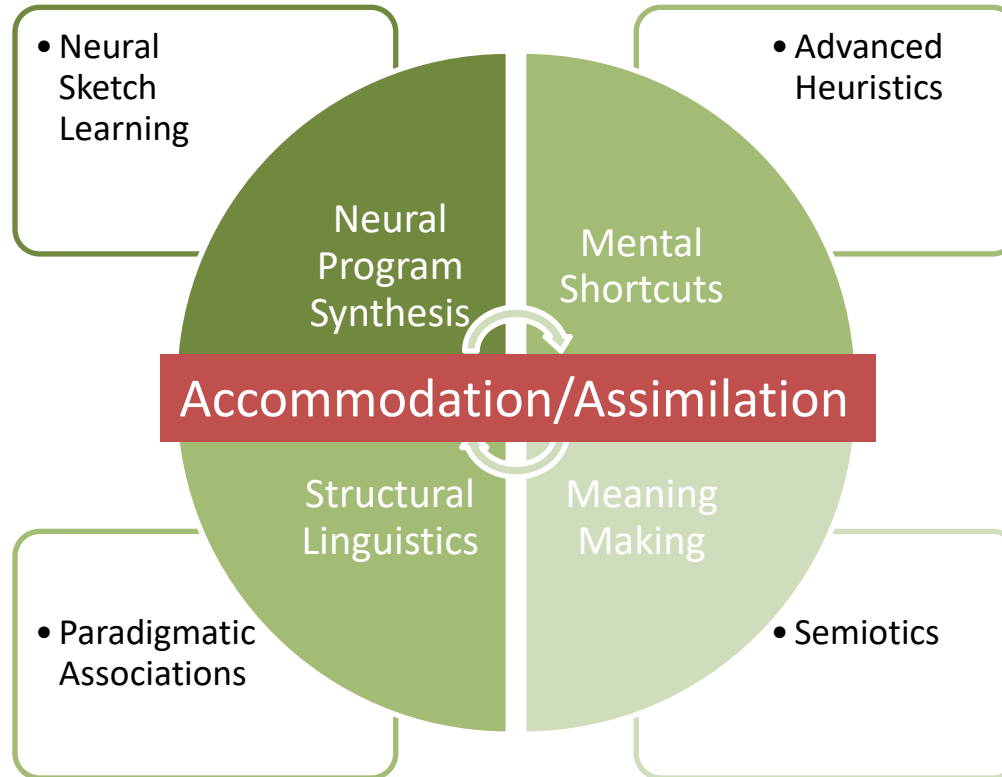 • Neural
Sketch
Learning
• Advanced
Heuristics
Neural
Program
Synthesis
Mental
Shortcuts
Accommodation/Assimilation
Structural
Linguistics
Meaning
Making
• Paradigmatic
Associations
• Semiotics